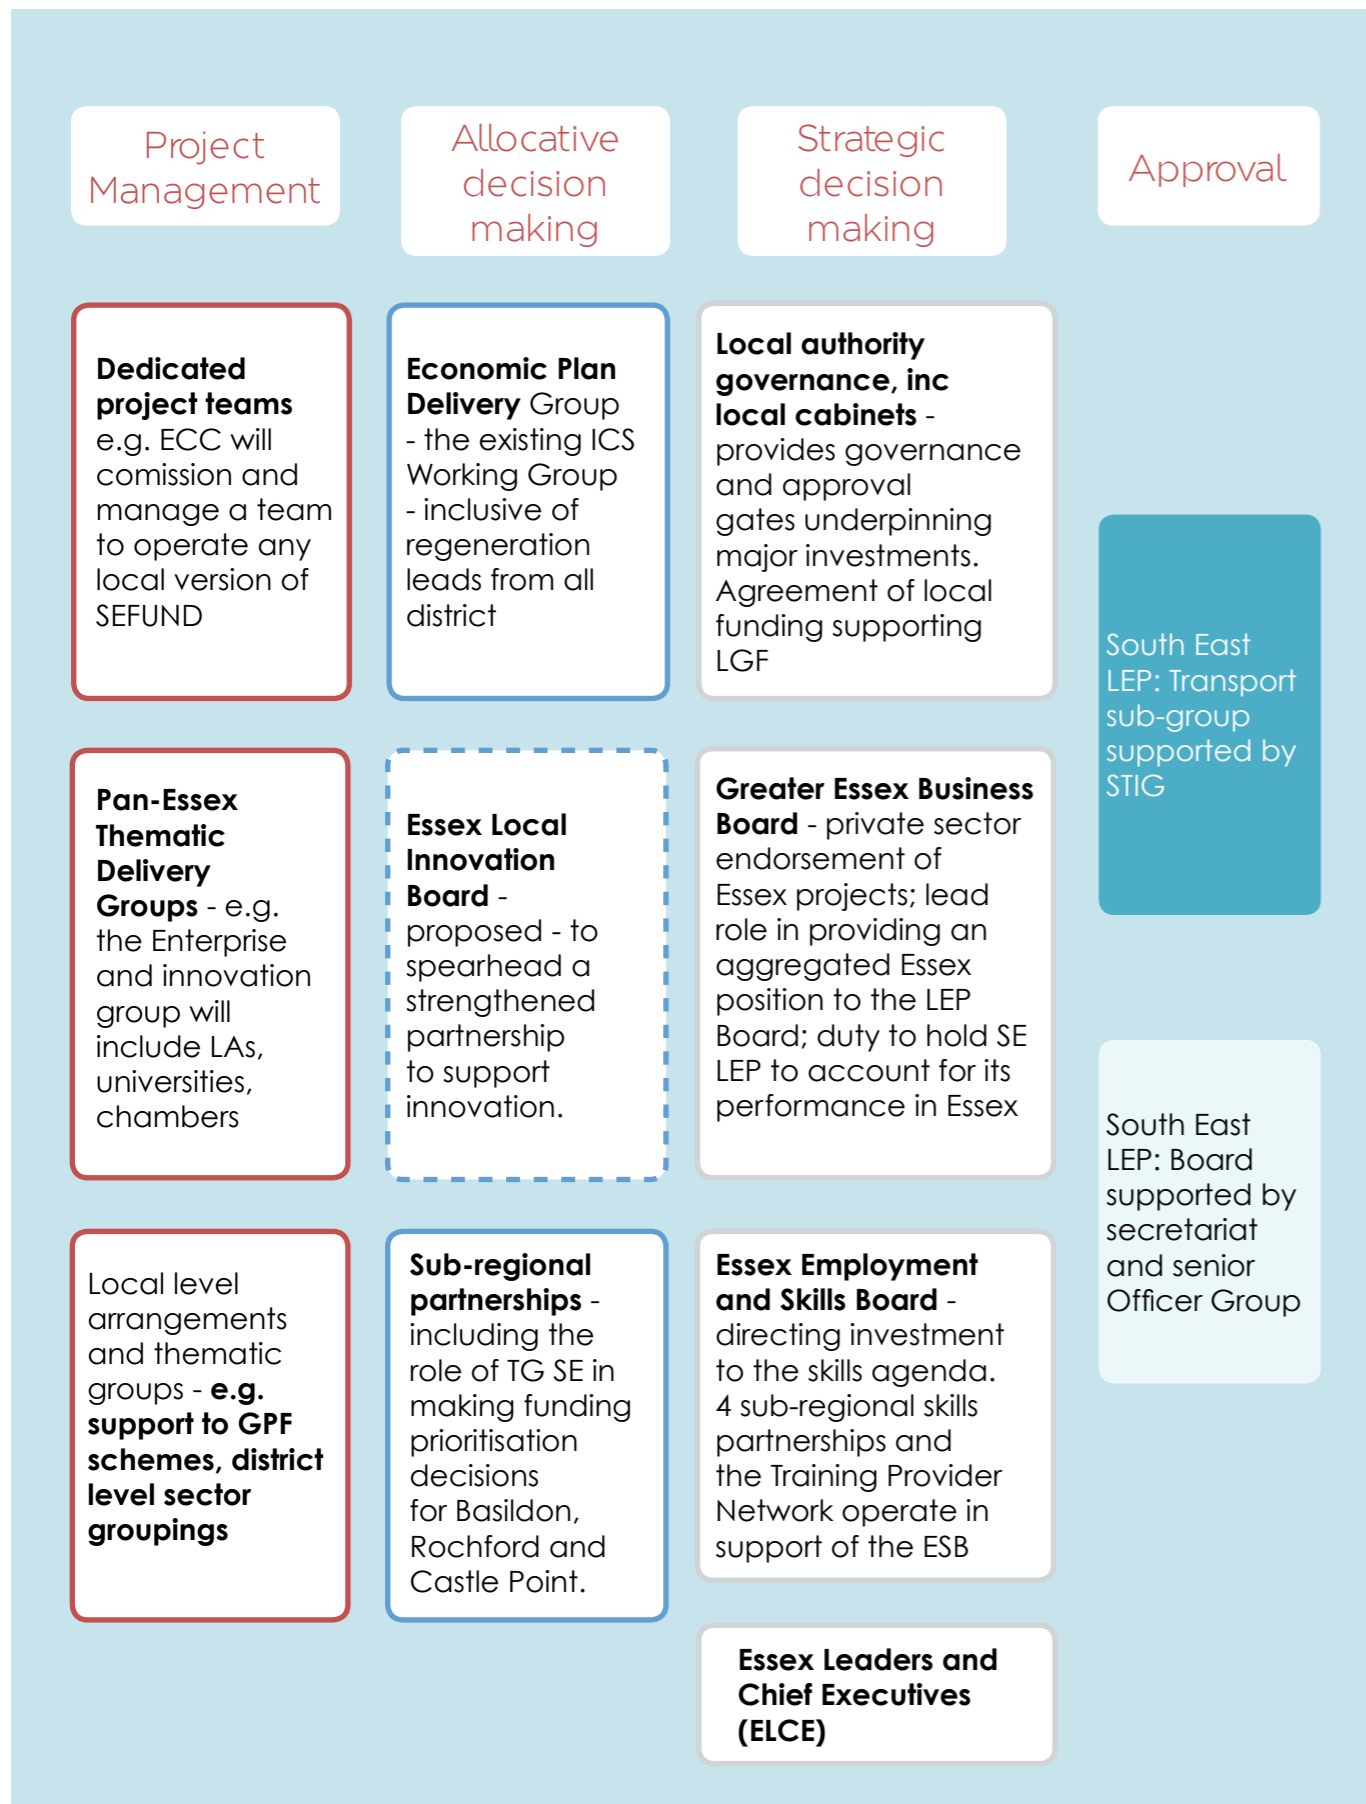 Project
Management
Allocative
decision
making
Strategic
decision
making
Approval
Dedicated
project teams
e.g. ECC will
comission and
manage a team
to operate any
local version of
SEFUND
Economic Plan
Delivery Group
- the existing ICS
Working Group
- inclusive of
regeneration
leads from all
district
Local authority
governance, inc
local cabinets -
provides governance
and approval
gates underpinning
major investments.
Agreement of local
funding supporting
LGF
South East
LEP: Transport
sub-group
supported by
STIG
Pan-Essex
Thematic
Delivery
Groups - e.g.
the Enterprise
and innovation
group will
include LAs,
universities,
chambers
Essex Local
Innovation
Board -
proposed - to
spearhead a
strengthened
partnership
to support
innovation.
Greater Essex Business
Board - private sector
endorsement of
Essex projects; lead
role in providing an
aggregated Essex
position to the LEP
Board; duty to hold SE
LEP to account for its
performance in Essex
South East
LEP: Board
supported by
secretariat
and senior
Officer Group
Local level
arrangements
and thematic
groups - e.g.
support to GPF
schemes, district
level sector
groupings
Sub-regional
partnerships -
including the
role of TG SE in
making funding
prioritisation
decisions
for Basildon,
Rochford and
Castle Point.
Essex Employment
and Skills Board -
directing investment
to the skills agenda.
4 sub-regional skills
partnerships and
the Training Provider
Network operate in
support of the ESB
Essex Leaders and
Chief Executives
(ELCE)